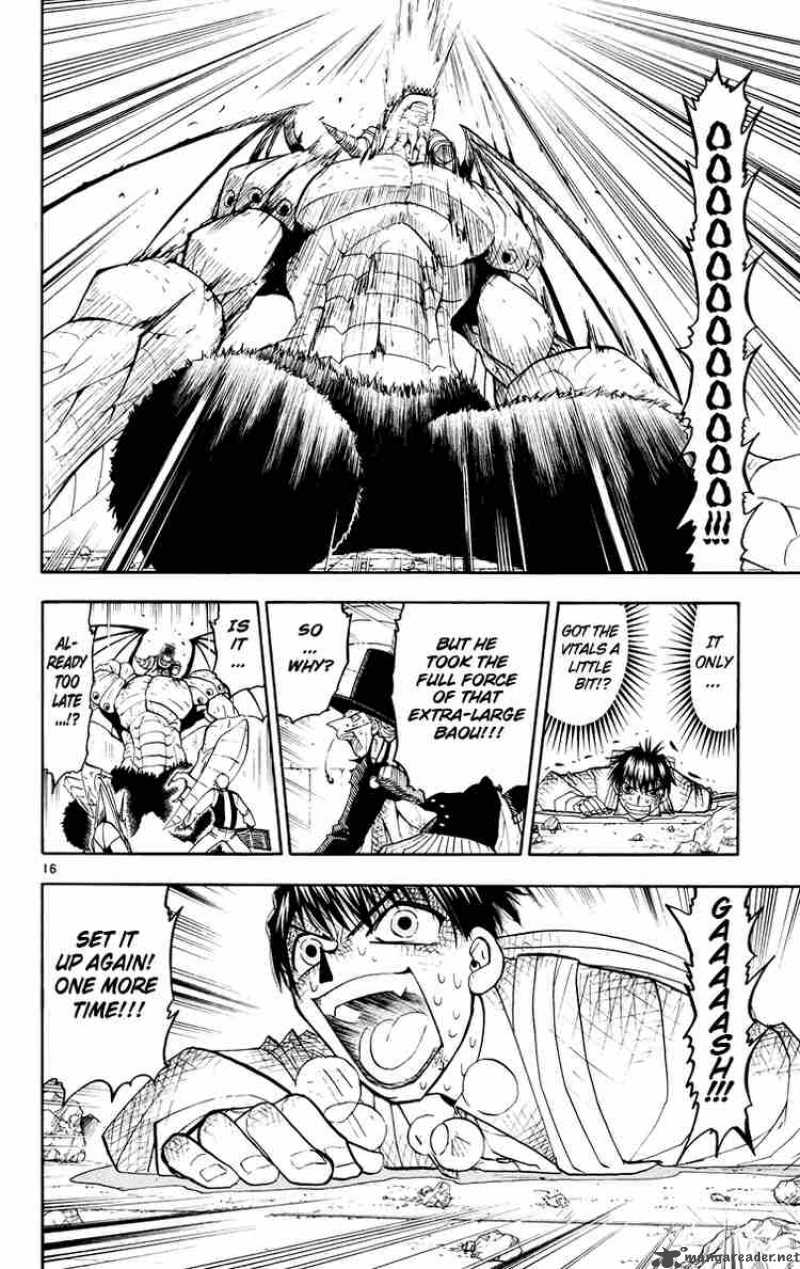 OOOOOOOOOOO!!!
IT
ONLY
...
GOT THE
VITALS A
LITTLE
BIT!?
BUT HE
TOOK THE
FULL FORCE
OF THAT
EXTRA-LARGE
BAOU!!!
SO
...
WHY?
IS
IT
...
AL-
READY
TOO
LATE
...!?
16
GAAAAASH!!!
SET IT
UP AGAIN!
ONE MORE
TIME!!!
mangareader.net